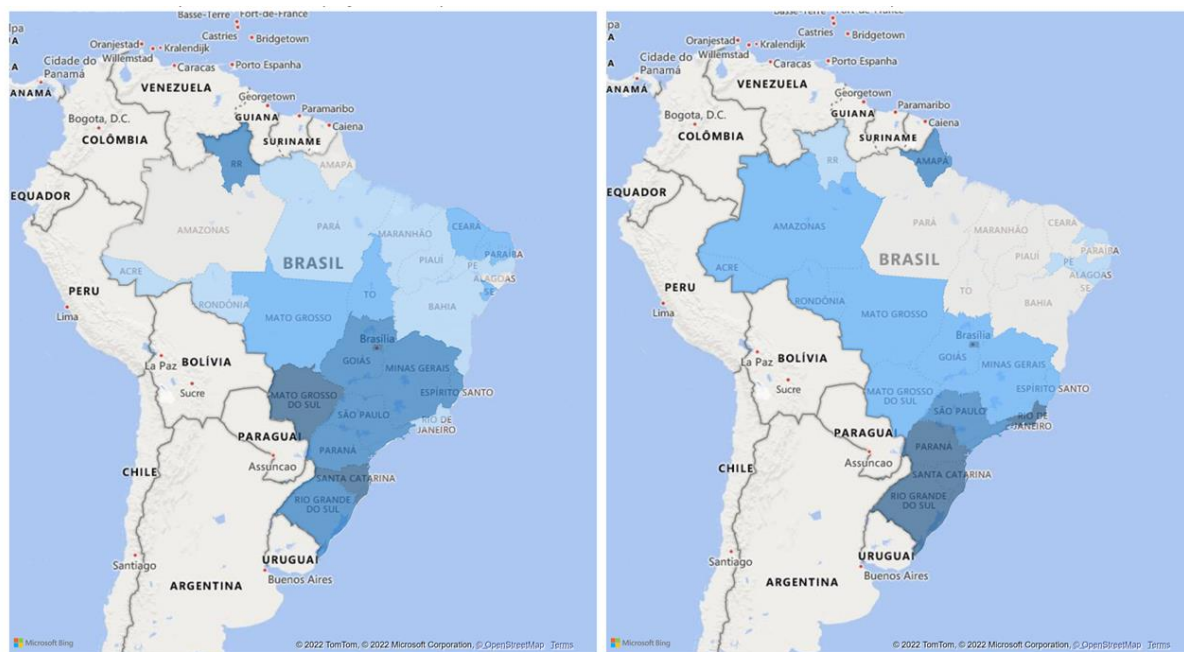 Basse-Terre
Fort-de-France
Castries
Bridgetown
Oranjestad
Kralendijk
Willemstad
Cidade do
Panamá
Caracas
Porto Espanha
ANAMÁ
VENEZUELA
Georgetown
Paramaribo
Bogota, D.C.
GUIANA
Caiena
COLÔMBIA
SURINAME
RR
AMAPÁ
EQUADOR
AMAZONAS
PARÁ
MARANHÃO
CEARÁ
PARAÍBA
BRASIL
PIAUÍ
PE
ACRE
ALAGOAS
TO
SE
RONDÔNIA
PERU
BAHIA
MATO GROSSO
Lima
Brasília
BOLÍVIA
GOIÁS
La Paz
MINAS GERAIS
Sucre
ESPÍRITO SANTO
MATO GROSSO
DO SUL
SÃO PAULO
RIO DE
JANEIRO
PARAGUAI
PARANÁ
CHILE
Assuncao
SANTA CATARINA
RIO GRANDE
DO SUL
Santiago
URUGUAI
Buenos Aires
ARGENTINA
Microsoft Bing
© 2022 TomTom, © 2022 Microsoft Corporation, © OpenStreetMap Terms
Basse-Terre
Fort-de-France
Castries
Bridgetown
Oranjestad
Kralendijk
Willemstad
Cidade do
Panamá
Caracas
Porto Espanha
ANAMÁ
VENEZUELA
Georgetown
Paramaribo
Bogota, D.C.
GUIANA
Caiena
COLÔMBIA
SURINAME
RR
AMAPÁ
EQUADOR
AMAZONAS
PARÁ
MARANHÃO
CEARÁ
PARAÍBA
BRASIL
PIAUÍ
PE
ACRE
ALAGOAS
TO
SE
RONDÔNIA
PERU
BAHIA
MATO GROSSO
Lima
Brasília
BOLÍVIA
GOIÁS
La Paz
MINAS GERAIS
Sucre
ESPÍRITO SANTO
MATO GROSSO
DO SUL
SÃO PAULO
RIO DE
JANEIRO
PARAGUAI
PARANÁ
CHILE
Assuncao
SANTA CATARINA
RIO GRANDE
DO SUL
Santiago
URUGUAI
Buenos Aires
ARGENTINA
Microsoft Bing
© 2022 TomTom, © 2022 Microsoft Corporation, © OpenStreetMap Terms